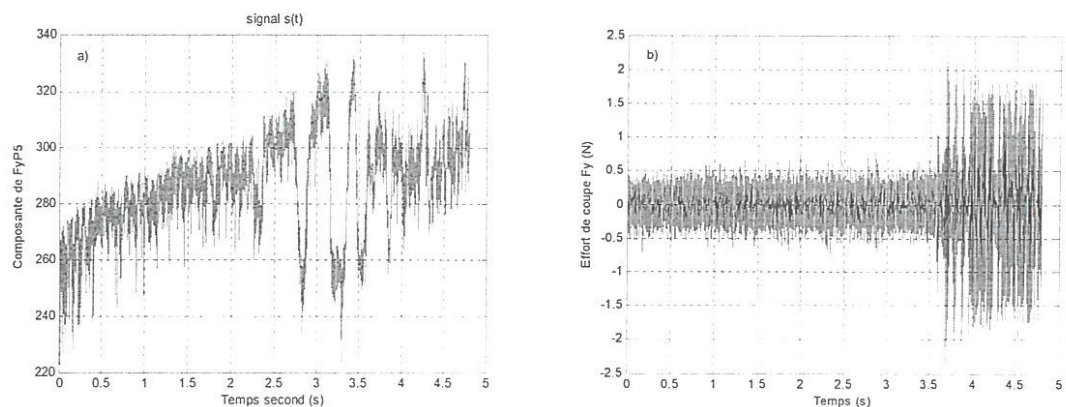 signal s(t)
a)
Composante de FyP5
340
320
300
280
260
240
220
0 0.5 1 1.5 2 2.5 3 3.5 4 4.5 5
Temps second (s)
b)
Effort de coupe Fy (N)
2.5
2
1.5
1
0.5
0
-0.5
-1
-1.5
-2
-2.5
0 0.5 1 1.5 2 2.5 3 3.5 4 4.5 5
Temps (s)